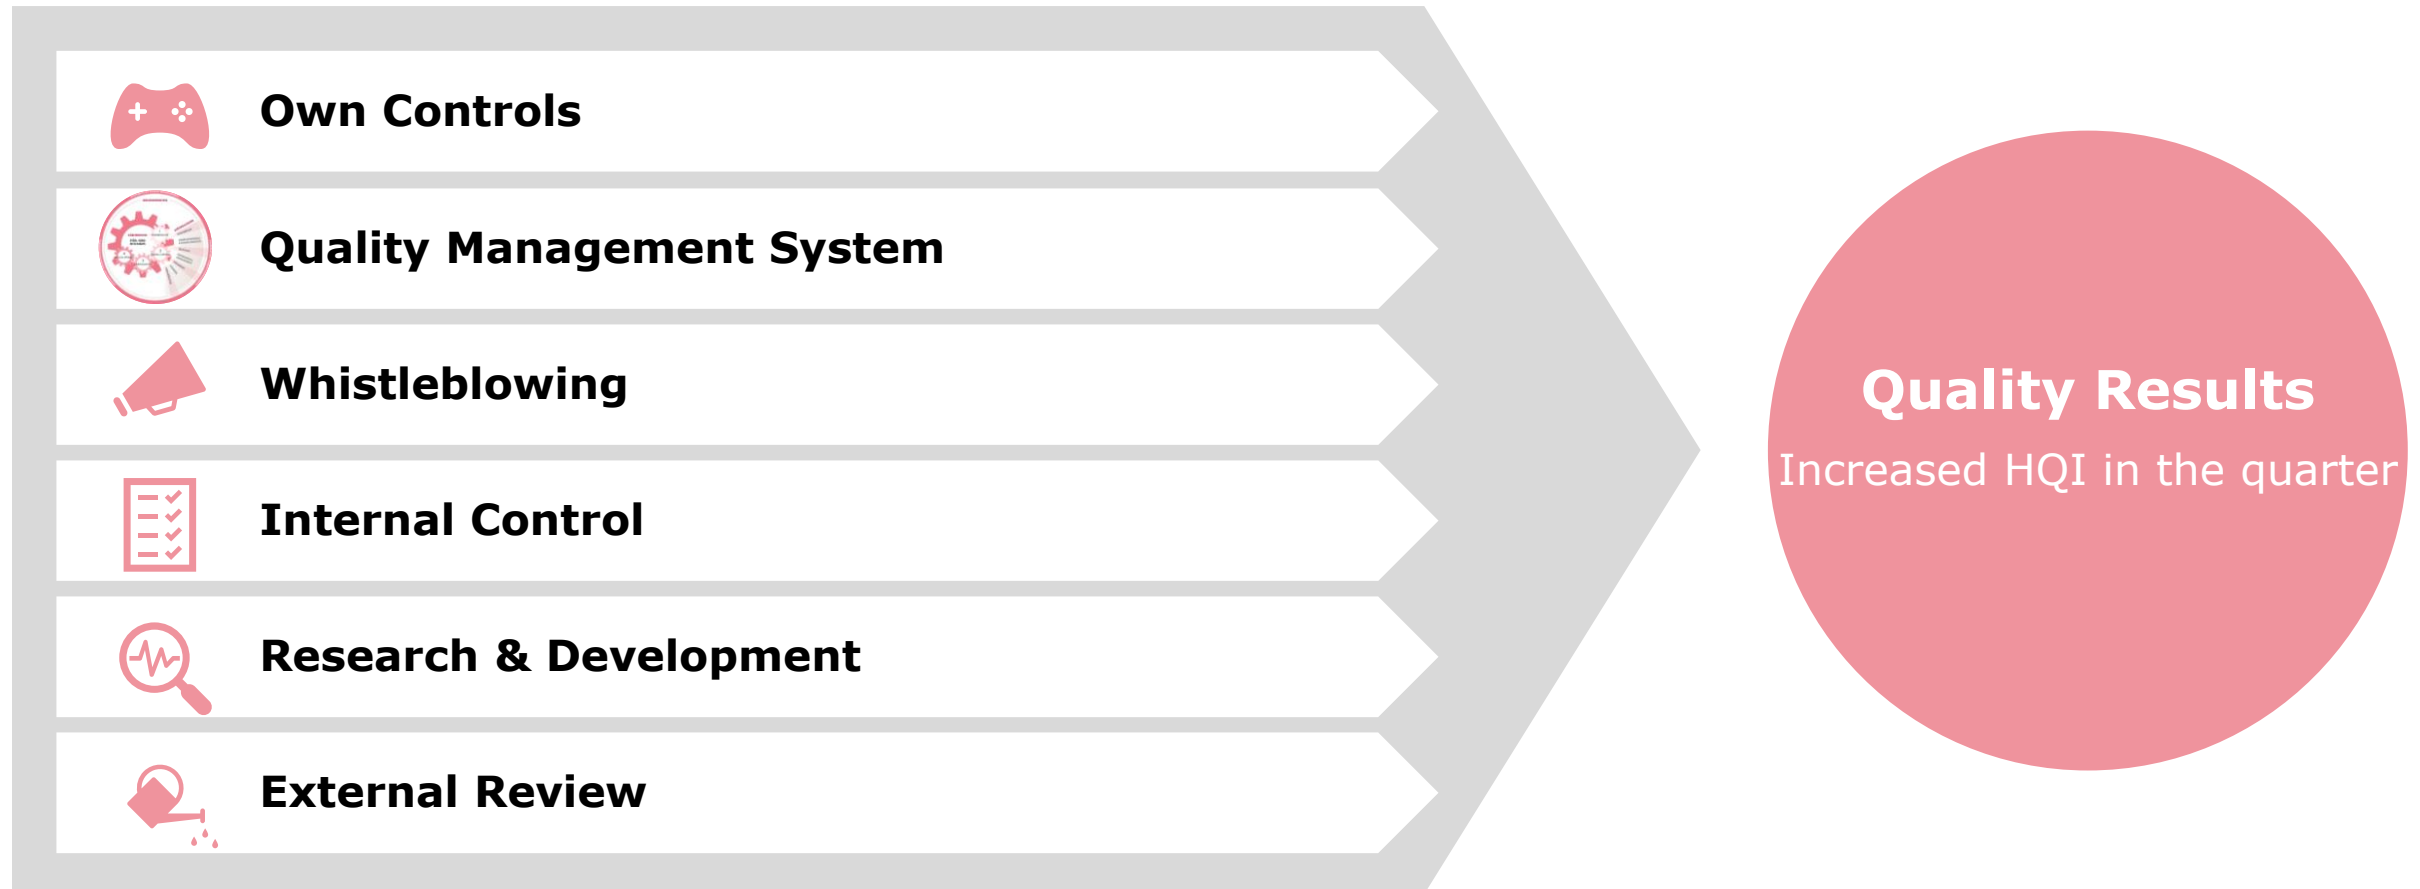 Own Controls
Quality Management System
Whistleblowing
Internal Control
Research & Development
External Review
Quality Results
Increased HQI in the quarter